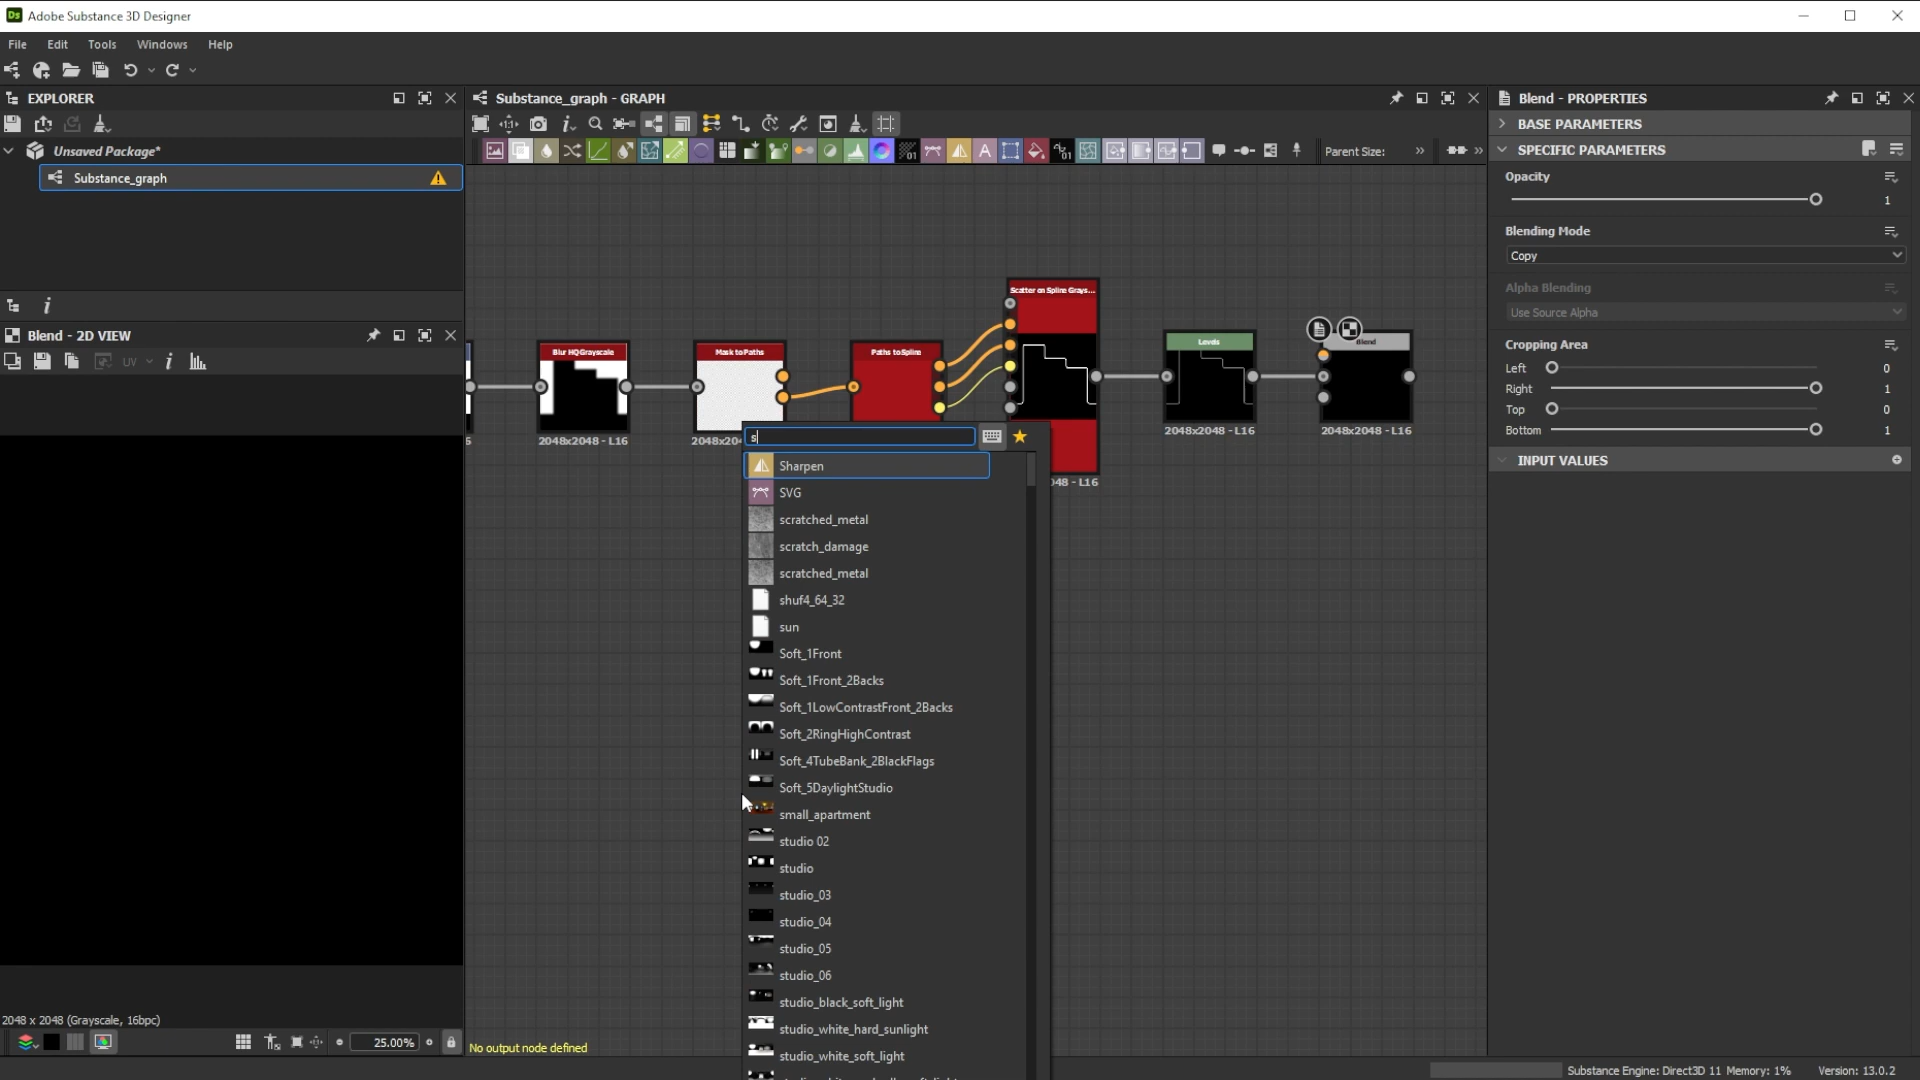 Ds Adobe Substance 3D Designer
File Edit Tools Windows Help
EXPLORER
Unsaved Package*
Substance_graph
Blend - 2D VIEW
UV
2048 x 2048 (Grayscale, 16bpc)
25.00%
Substance_graph - GRAPH
Parent Size:
Blur HQ Grayscale
2048x2048 - L16
Mask to Paths
Paths to Spline
Scatter on Spline Grays...
Levels
2048x2048 - L16
Blend
2048x2048 - L16
s
Sharpen
SVG
scratched_metal
scratch_damage
scratched_metal
shuf4_64_32
sun
Soft_1Front
Soft_1Front_2Backs
Soft_1LowContrastFront_2Backs
Soft_2RingHighContrast
Soft_4TubeBank_2BlackFlags
Soft_5DaylightStudio
small_apartment
studio 02
studio
studio_03
studio_04
studio_05
studio_06
studio_black_soft_light
studio_white_hard_sunlight
studio_white_soft_light
No output node defined
Blend - PROPERTIES
BASE PARAMETERS
SPECIFIC PARAMETERS
Opacity
1
Blending Mode
Copy
Alpha Blending
Use Source Alpha
Cropping Area
Left 0
Right 1
Top 0
Bottom 1
INPUT VALUES
Substance Engine: Direct3D 11 Memory: 1% Version: 13.0.2